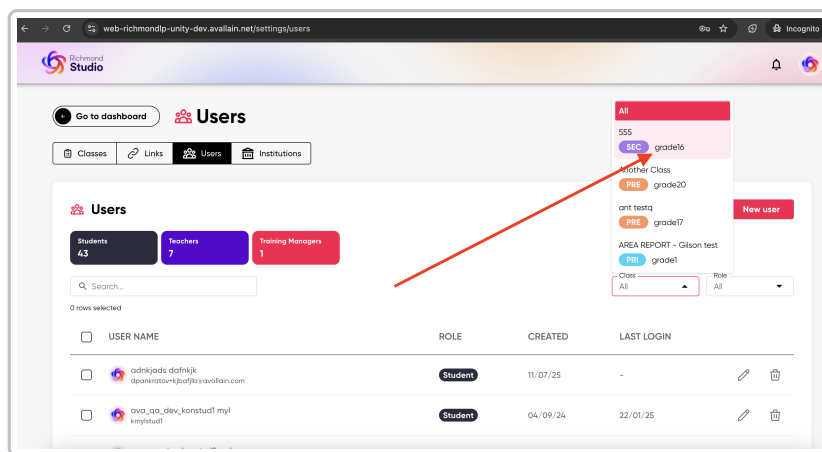 web-richmondlp-unity-dev.avallain.net/settings/users
Incognito
Richmond
Studio
Go to dashboard
Users
Classes
Links
Users
Institutions
All
555
SEC grade16
Another Class
PRE grade20
ant testq
PRE grade17
AREA REPORT - Gilson test
PRI grade1
Users
New user
Students
43
Teachers
7
Training Managers
1
Search...
Class
All
Role
All
0 rows selected
USER NAME ROLE CREATED LAST LOGIN
adnkjads dafnkjk
dpankratov+kjbafjlb@avallain.com
Student 11/07/25 -
ava_qa_dev_konstud1 myl
kmylstud1
Student 04/09/24 22/01/25